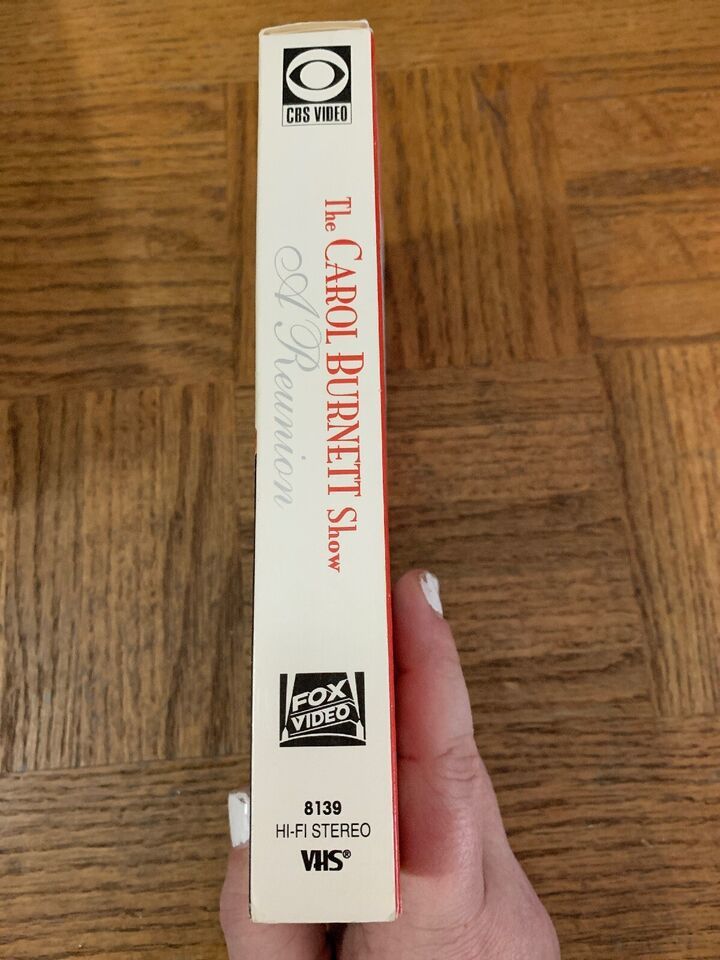 CBS VIDEO
The CAROL BURNETT Show
A Reunion
FOX
VIDEO
8139
HI-FI STEREO
VHS®